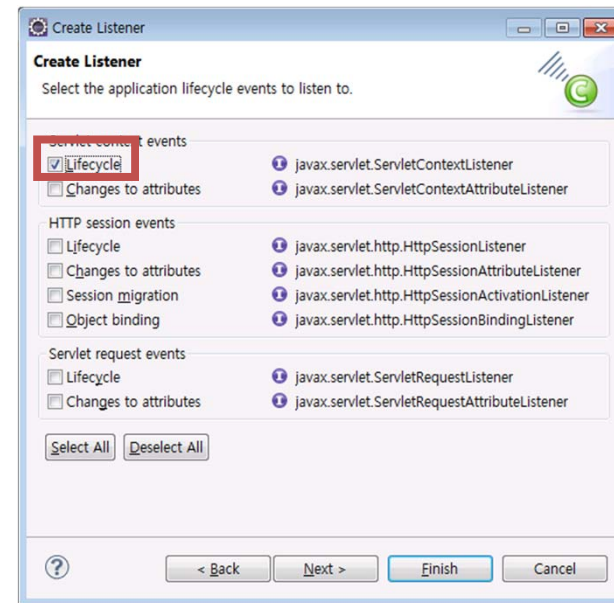 Create Listener
Create Listener
Select the application lifecycle events to listen to.
Servlet context events
Lifecycle javax.servlet.ServletContextListener
Changes to attributes javax.servlet.ServletContextAttributeListener
HTTP session events
Lifecycle javax.servlet.http.HttpSessionListener
Changes to attributes javax.servlet.http.HttpSessionAttributeListener
Session migration javax.servlet.http.HttpSessionActivationListener
Object binding javax.servlet.http.HttpSessionBindingListener
Servlet request events
Lifecycle javax.servlet.ServletRequestListener
Changes to attributes javax.servlet.ServletRequestAttributeListener
Select All Deselect All
? < Back Next > Finish Cancel